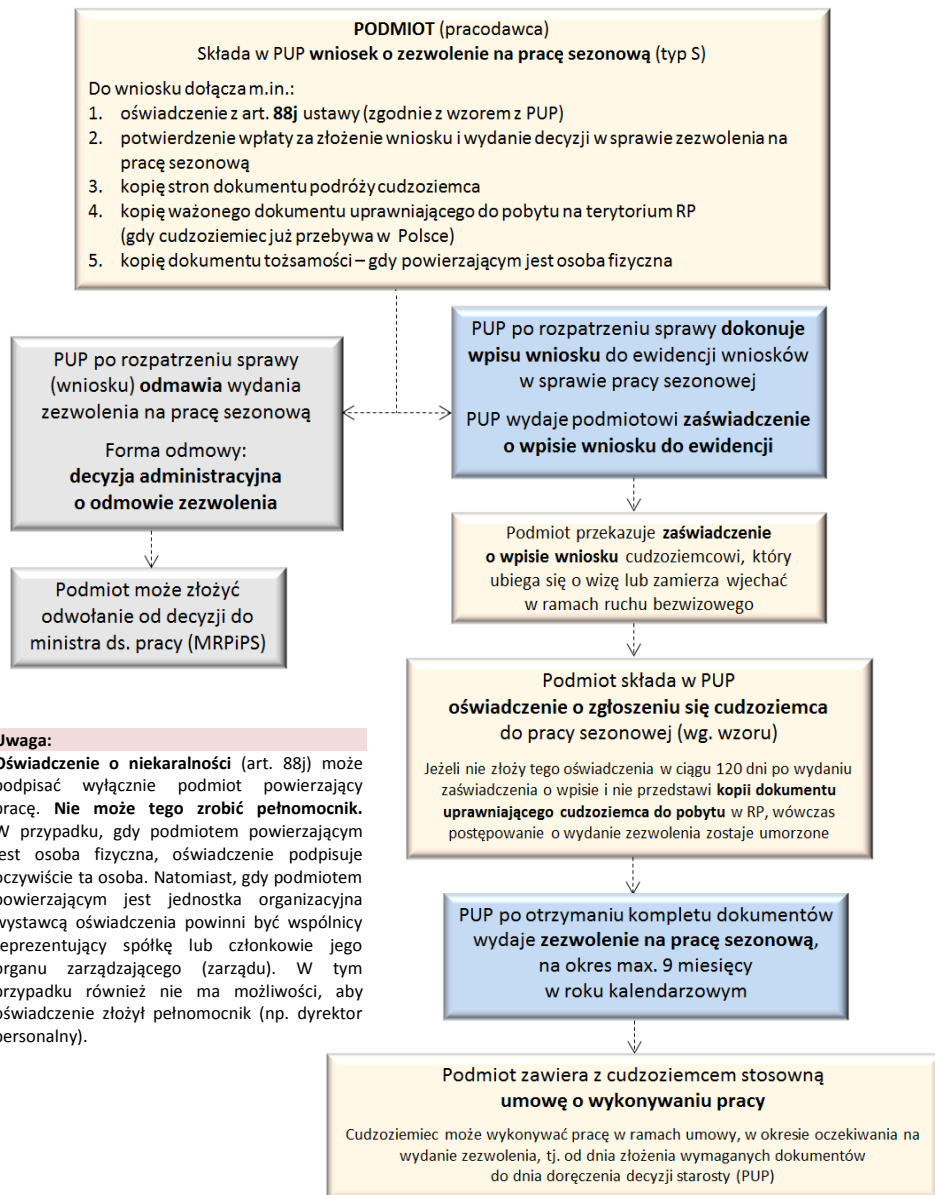 PODMIOT (pracodawca)
Składa w PUP wniosek o zezwolenie na pracę sezonową (typ S)
Do wniosku dołącza m.in.:
1. oświadczenie z art. 88j ustawy (zgodnie z wzorem z PUP)
2. potwierdzenie wpłaty za złożenie wniosku i wydanie decyzji w sprawie zezwolenia na
pracę sezonową
3. kopię stron dokumentu podróży cudzoziemca
4. kopię ważonego dokumentu uprawniającego do pobytu na terytorium RP
(gdy cudzoziemiec już przebywa w Polsce)
5. kopię dokumentu tożsamości – gdy powierzającym jest osoba fizyczna
PUP po rozpatrzeniu sprawy
(wniosku) odmawia wydania
zezwolenia na pracę sezonową
Forma odmowy:
decyzja administracyjna
o odmowie zezwolenia
Podmiot może złożyć
odwołanie od decyzji do
ministra ds. pracy (MRPiPS)
PUP po rozpatrzeniu sprawy dokonuje
wpisu wniosku do ewidencji wniosków
w sprawie pracy sezonowej
PUP wydaje podmiotowi zaświadczenie
o wpisie wniosku do ewidencji
Podmiot przekazuje zaświadczenie
o wpisie wniosku cudzoziemcowi, który
ubiega się o wizę lub zamierza wjechać
w ramach ruchu bezwizowego
Podmiot składa w PUP
oświadczenie o zgłoszeniu się cudzoziemca
do pracy sezonowej (wg. wzoru)
Jeżeli nie złoży tego oświadczenia w ciągu 120 dni po wydaniu
zaświadczenia o wpisie i nie przedstawi kopii dokumentu
uprawniającego cudzoziemca do pobytu w RP, wówczas
postępowanie o wydanie zezwolenia zostaje umorzone
Uwaga:
Oświadczenie o niekaralności (art. 88j) może
podpisać wyłącznie podmiot powierzający
pracę. Nie może tego zrobić pełnomocnik.
W przypadku, gdy podmiotem powierzającym
jest osoba fizyczna, oświadczenie podpisuje
oczywiście ta osoba. Natomiast, gdy podmiotem
powierzającym jest jednostka organizacyjna
wystawcą oświadczenia powinni być wspólnicy
reprezentujący spółkę lub członkowie jego
organu zarządzającego (zarządu). W tym
przypadku również nie ma możliwości, aby
oświadczenie złożył pełnomocnik (np. dyrektor
personalny).
PUP po otrzymaniu kompletu dokumentów
wydaje zezwolenie na pracę sezonową,
na okres max. 9 miesięcy
w roku kalendarzowym
Podmiot zawiera z cudzoziemcem stosowną
umowę o wykonywaniu pracy
Cudzoziemiec może wykonywać pracę w ramach umowy, w okresie oczekiwania na
wydanie zezwolenia, tj. od dnia złożenia wymaganych dokumentów
do dnia doręczenia decyzji starosty (PUP)